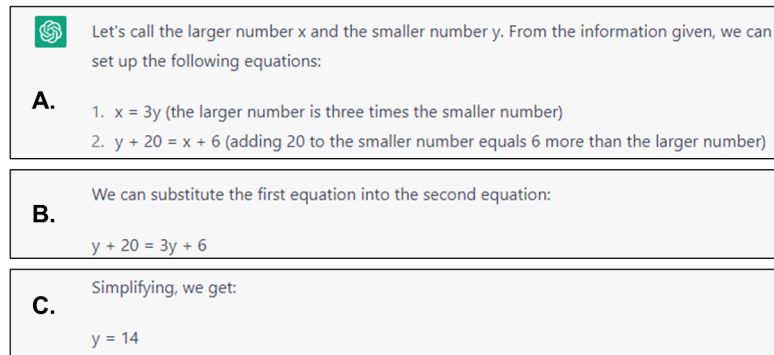 Let's call the larger number x and the smaller number y. From the information given, we can
set up the following equations:
A.
1. x = 3y (the larger number is three times the smaller number)
2. y + 20 = x + 6 (adding 20 to the smaller number equals 6 more than the larger number)
We can substitute the first equation into the second equation:
B.
y + 20 = 3y + 6
Simplifying, we get:
C.
y = 14